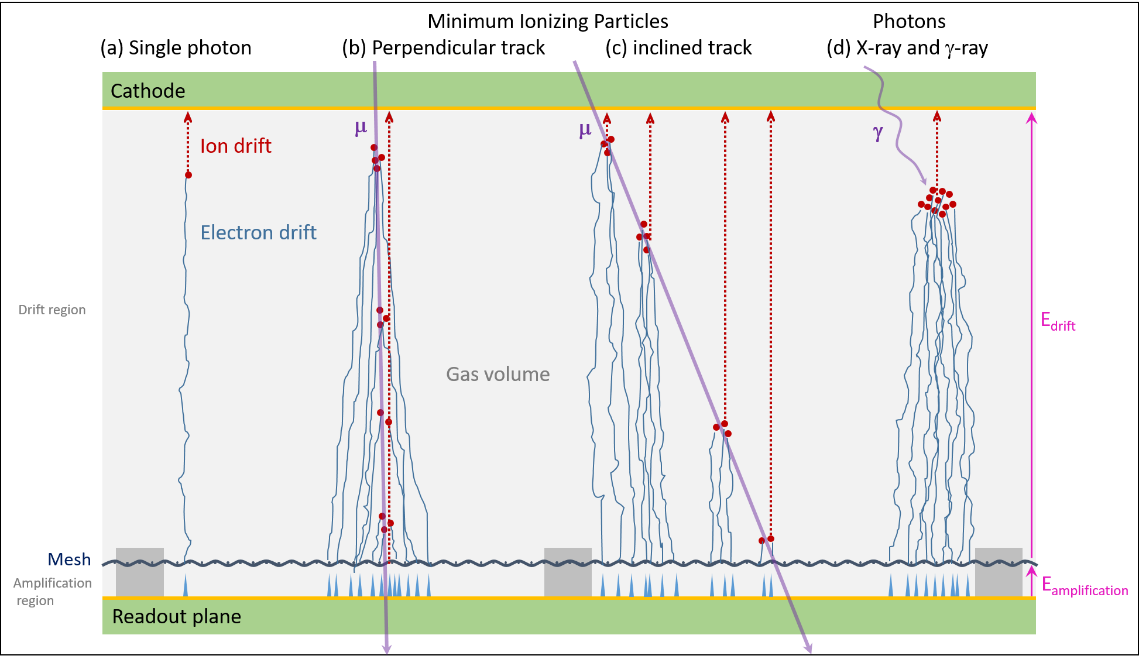 Minimum Ionizing Particles
Photons
(a) Single photon
(b) Perpendicular track
(c) inclined track
(d) X-ray and γ-ray
Cathode
μ
μ
γ
Ion drift
Electron drift
Drift region
Gas volume
E_drift
Mesh
Amplification
region
E_amplification
Readout plane